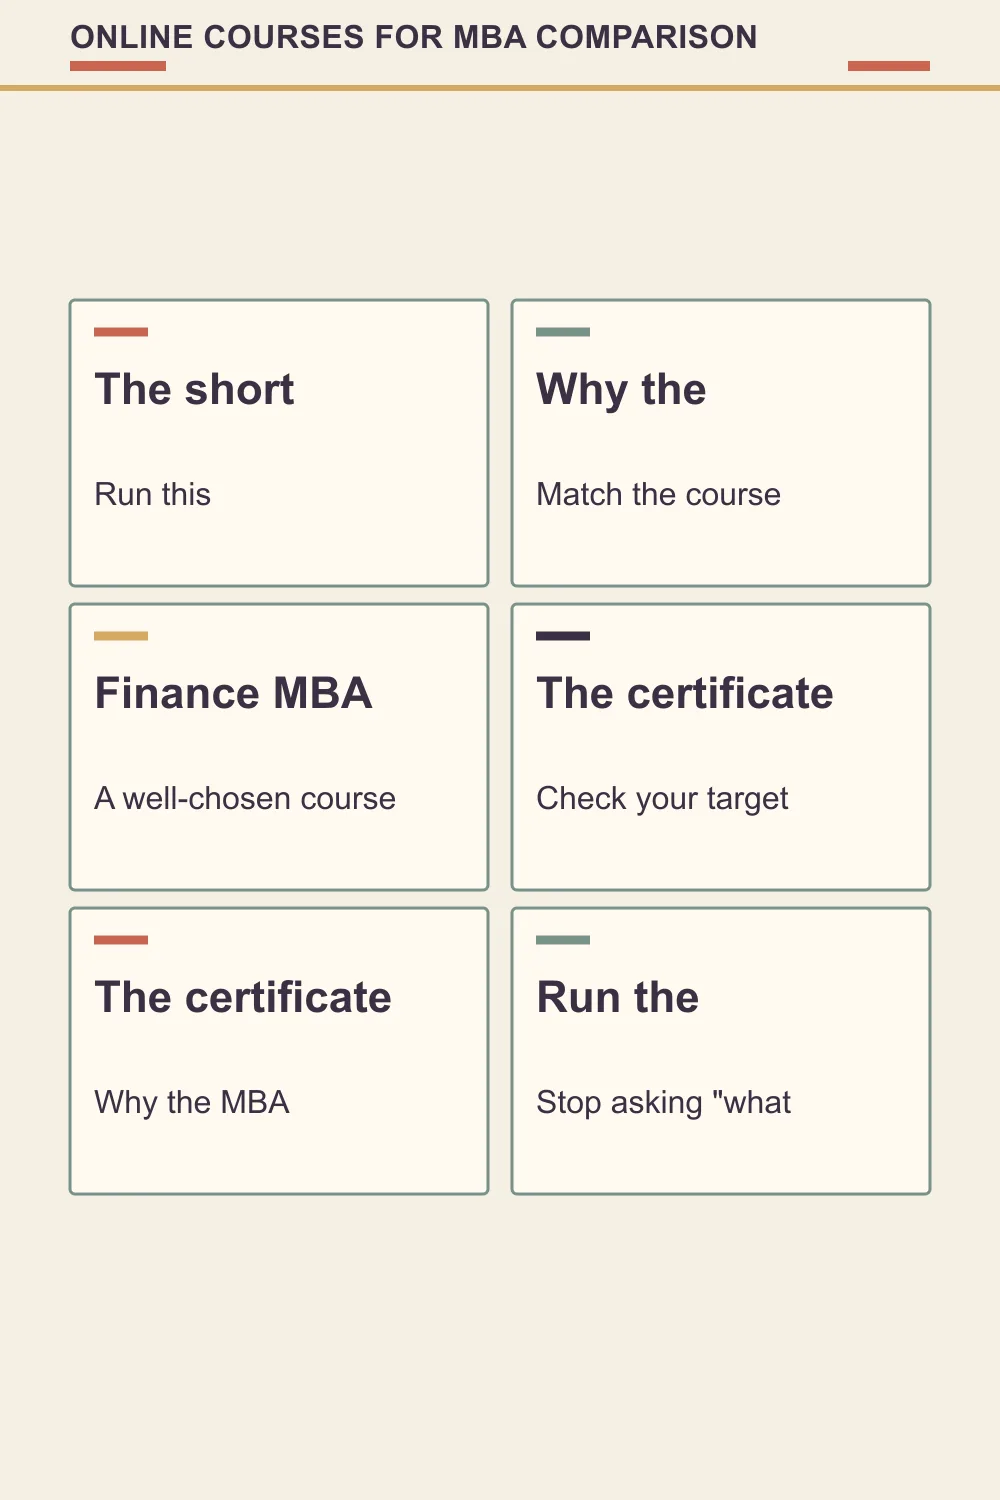 ONLINE COURSES FOR MBA COMPARISON
The short
Run this
Why the
Match the course
Finance MBA
A well-chosen course
The certificate
Check your target
The certificate
Why the MBA
Run the
Stop asking "what